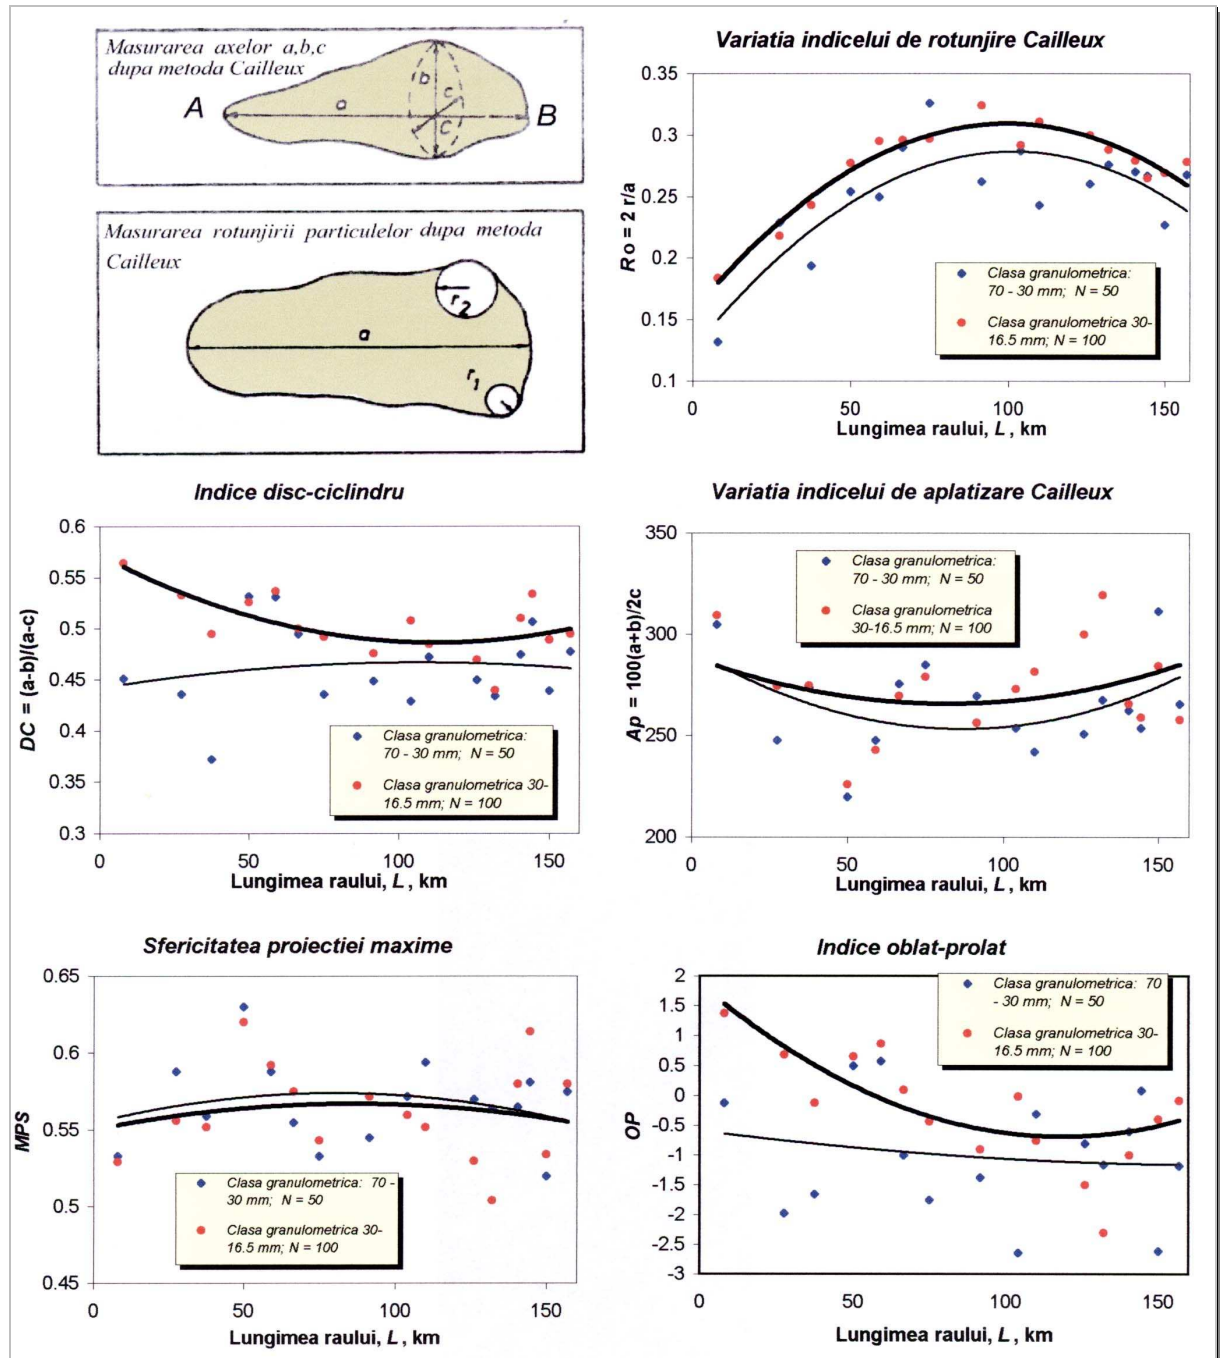 Masurarea axelor a,b,c
dupa metoda Cailleux
A
a
b
c
C
B
Masurarea rotunjirii particulelor dupa metoda
Cailleux
r2
a
r1
Variatia indicelui de rotunjire Cailleux
0.35
0.3
0.25
0.2
0.15
0.1
Ro = 2 r/a
Clasa granulometrica:
70 - 30 mm; N = 50
Clasa granulometrica 30-
16.5 mm; N = 100
0 50 100 150
Lungimea raului, L, km
Indice disc-ciclindru
0.6
0.55
0.5
0.45
0.4
0.35
0.3
DC = (a-b)/(a-c)
Clasa granulometrica:
70 - 30 mm; N = 50
Clasa granulometrica 30-
16.5 mm; N = 100
0 50 100 150
Lungimea raului, L, km
Variatia indicelui de aplatizare Cailleux
350
300
250
200
Ap = 100(a+b)/2c
Clasa granulometrica:
70 - 30 mm; N = 50
Clasa granulometrica
30-16.5 mm; N = 100
0 50 100 150
Lungimea raului, L, km
Sfericitatea proiectiei maxime
0.65
0.6
0.55
0.5
0.45
MPS
Clasa granulometrica: 70 -
30 mm; N = 50
Clasa granulometrica 30-
16.5 mm; N = 100
0 50 100 150
Lungimea raului, L, km
Indice oblat-prolat
2
1.5
1
0.5
0
-0.5
-1
-1.5
-2
-2.5
-3
OP
Clasa granulometrica: 70
- 30 mm; N = 50
Clasa granulometrica 30-
16.5 mm; N = 100
0 50 100 150
Lungimea raului, L, km